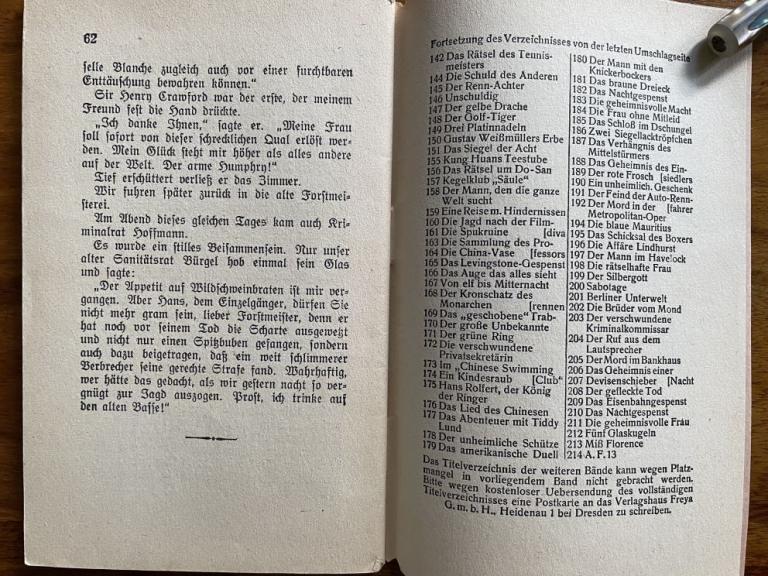 62
selle Blanche zugleich auch vor einer furchtbaren
Enttäuschung bewahren können."
Sir Henry Crawford war der erste, der meinem
Freund fest die Hand drückte.
„Ich danke Ihnen," sagte er. „Meine Frau
soll sofort von dieser schrecklichen Qual erlöst wer-
den. Mein Glück steht mir höher als alles andere
auf der Welt. Der arme Humphry!"
Tief erschüttert verließ er das Zimmer.
Wir fuhren später zurück in die alte Forstmei-
sterei.
Am Abend dieses gleichen Tages kam auch Kri-
minalrat Hoffmann.
Es wurde ein stilles Beisammensein. Nur unser
alter Sanitätsrat Bürgel hob einmal sein Glas
und sagte:
„Der Appetit auf Wildschweinbraten ist mir ver-
gangen. Aber Hans, dem Einzelgänger, dürfen Sie
nicht mehr gram sein, lieber Forstmeister, denn er
hat noch vor seinem Tod die Scharte ausgewetzt
und nicht nur einen Spitzbuben gefangen, sondern
auch dazu beigetragen, daß ein weit schlimmerer
Verbrecher seine gerechte Strafe fand. Wahrhaftig,
wer hätte das gedacht, als wir gestern nacht so ver-
gnügt zur Jagd auszogen. Prost, ich trinke auf
den alten Basse!"
Fortsetzung des Verzeichnisses von der letzten Umschlagseite
142 Das Rätsel des Tennis-
meisters
144 Die Schuld des Anderen
145 Der Renn-Achter
146 Unschuldig
147 Der gelbe Drache
148 Der Golf-Tiger
149 Drei Platinnadeln
150 Gustav Weißmüllers Erbe
151 Das Siegel der Acht
155 Kung Huans Teestube
156 Das Rätsel um Do-San
157 Kegelklub „Säule"
158 Der Mann, den die ganze
Welt sucht
159 Eine Reise m. Hindernissen
160 Die Jagd nach der Film-
161 Die Spukruine [diva
163 Die Sammlung des Pro-
164 Die China-Vase [fessors
165 Das Levingstone-Gespenst
166 Das Auge das alles sieht
167 Von elf bis Mitternacht
168 Der Kronschatz des
Monarchen [rennen
169 Das „geschobene" Trab-
170 Der große Unbekannte
171 Der grüne Ring
172 Die verschwundene
Privatsekretärin
173 Im „Chinese Swimming
174 Ein Kindesraub [Club"
175 Hans Rolfert, der König
der Ringer
176 Das Lied des Chinesen
177 Das Abenteuer mit Tiddy
Lund
178 Der unheimliche Schütze
179 Das amerikanische Duell
180 Der Mann mit den
Knickerbockers
181 Das braune Dreieck
182 Das Nachtgespenst
183 Die geheimnisvolle Macht
184 Die Frau ohne Mitleid
185 Das Schloß im Dschungel
186 Zwei Siegellacktröpfchen
187 Das Verhängnis des
Mittelstürmers
188 Das Geheimnis des Ein-
189 Der rote Frosch [siedlers
190 Ein unheimlich. Geschenk
191 Der Feind der Auto-Renn-
192 Der Mord in der [fahrer
Metropolitan-Oper
194 Die blaue Mauritius
195 Das Schicksal des Boxers
196 Die Affäre Lindhurst
197 Der Mann im Havelock
198 Die rätselhafte Frau
199 Der Silbergott
200 Sabotage
201 Berliner Unterwelt
202 Die Brüder vom Mond
203 Der verschwundene
Kriminalkommissar
204 Der Ruf aus dem
Lautsprecher
205 Der Mord im Bankhaus
206 Das Geheimnis einer
207 Devisenschieber [Nacht
208 Der gefleckte Tod
209 Das Eisenbahngespenst
210 Das Nachtgespenst
211 Die geheimnisvolle Frau
212 Fünf Glaskugeln
213 Miß Florence
214 A. F. 13
Das Titelverzeichnis der weiteren Bände kann wegen Platz-
mangel in vorliegendem Band nicht gebracht werden.
Bitte wegen kostenloser Uebersendung des vollständigen
Titelverzeichnisses eine Postkarte an das Verlagshaus Freya
G. m. b. H., Heidenau 1 bei Dresden zu schreiben.